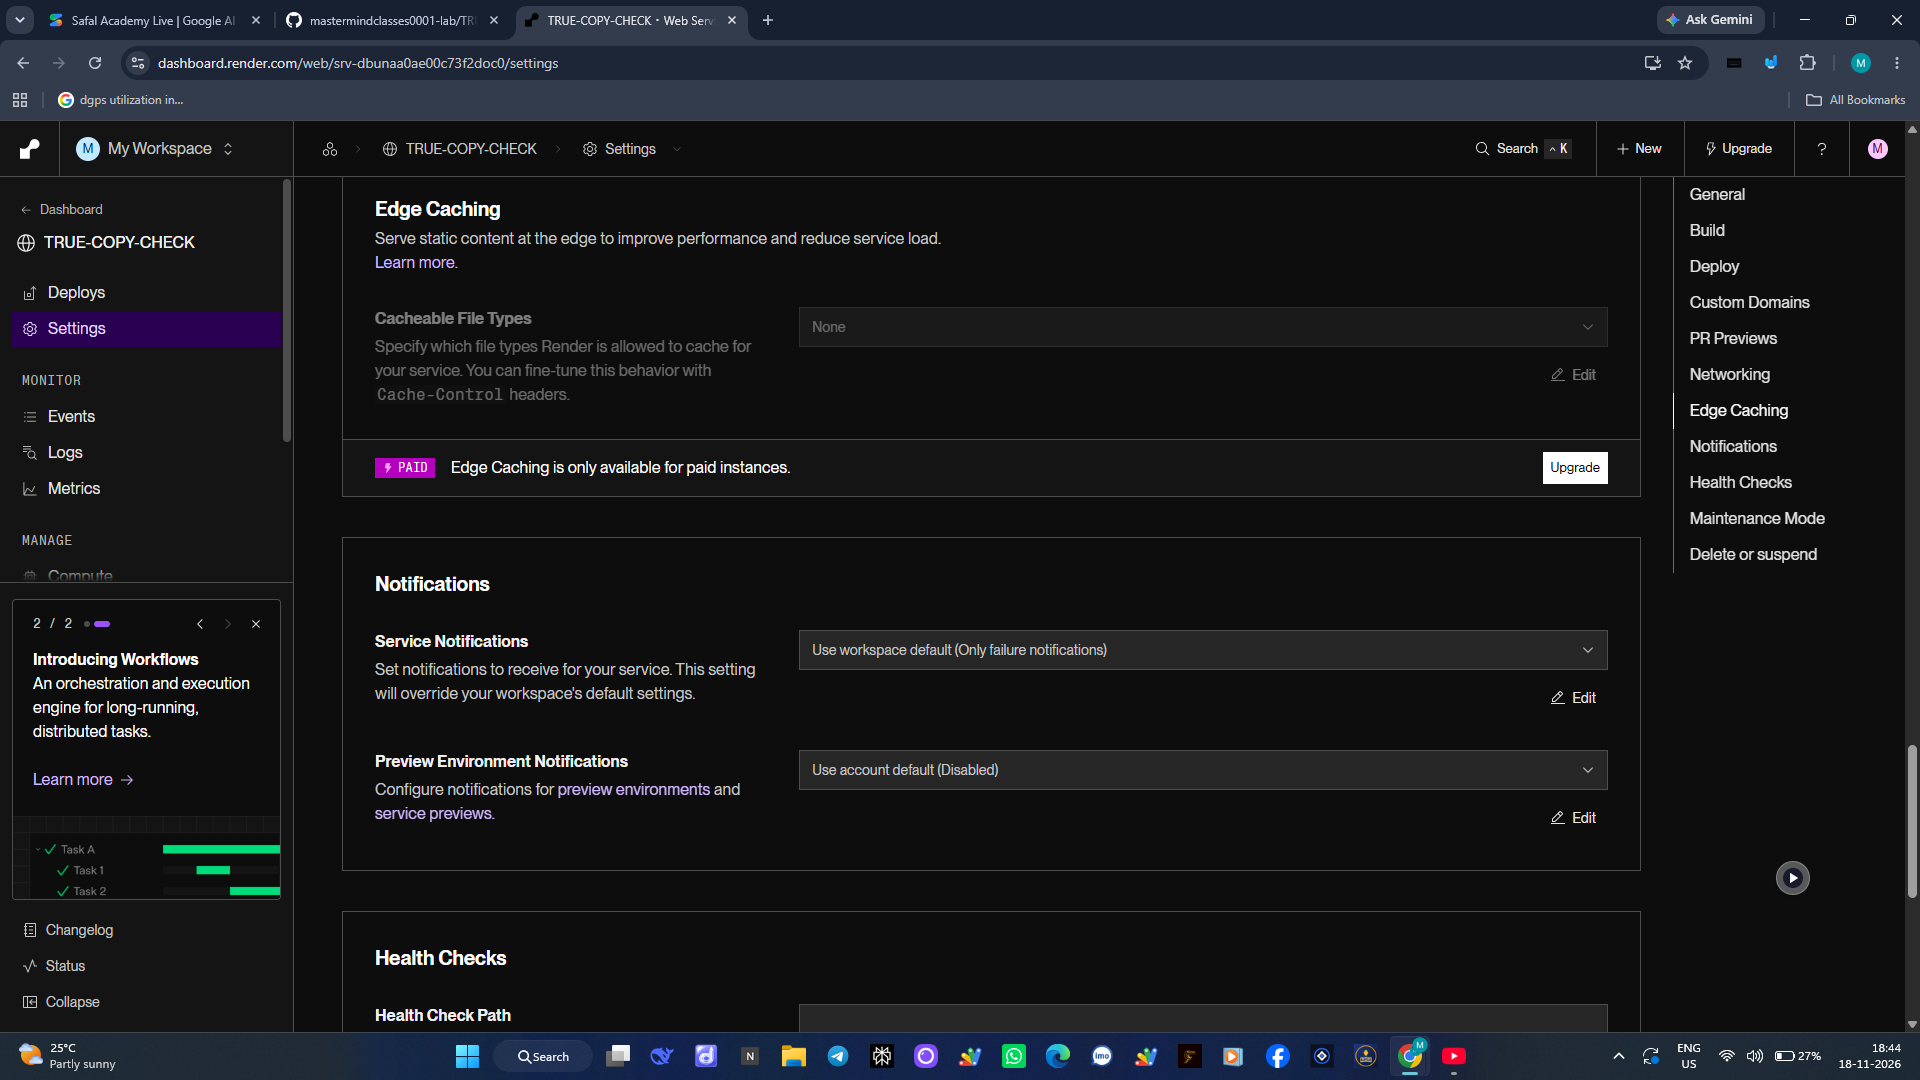 Safal Academy Live | Google AI
mastermindclasses0001-lab/TR
TRUE-COPY-CHECK • Web Serv
Ask Gemini
dashboard.render.com/web/srv-dbunaa0ae00c73f2doc0/settings
M
dgps utilization in...
All Bookmarks
M My Workspace
TRUE-COPY-CHECK
Settings
Search
K
New
Upgrade
?
M
Dashboard
TRUE-COPY-CHECK
Deploys
Settings
MONITOR
Events
Logs
Metrics
MANAGE
Compute
2 / 2
Introducing Workflows
An orchestration and execution
engine for long-running,
distributed tasks.
Learn more →
Task A
Task 1
Task 2
Changelog
Status
Collapse
Edge Caching
Serve static content at the edge to improve performance and reduce service load.
Learn more.
Cacheable File Types
Specify which file types Render is allowed to cache for
your service. You can fine-tune this behavior with
Cache-Control headers.
None
Edit
PAID
Edge Caching is only available for paid instances.
Upgrade
Notifications
Service Notifications
Set notifications to receive for your service. This setting
will override your workspace's default settings.
Use workspace default (Only failure notifications)
Edit
Preview Environment Notifications
Configure notifications for preview environments and
service previews.
Use account default (Disabled)
Edit
Health Checks
Health Check Path
General
Build
Deploy
Custom Domains
PR Previews
Networking
Edge Caching
Notifications
Health Checks
Maintenance Mode
Delete or suspend
25°C
Partly sunny
Search
N
imo
M
ENG
US
27%
18:44
18-11-2026